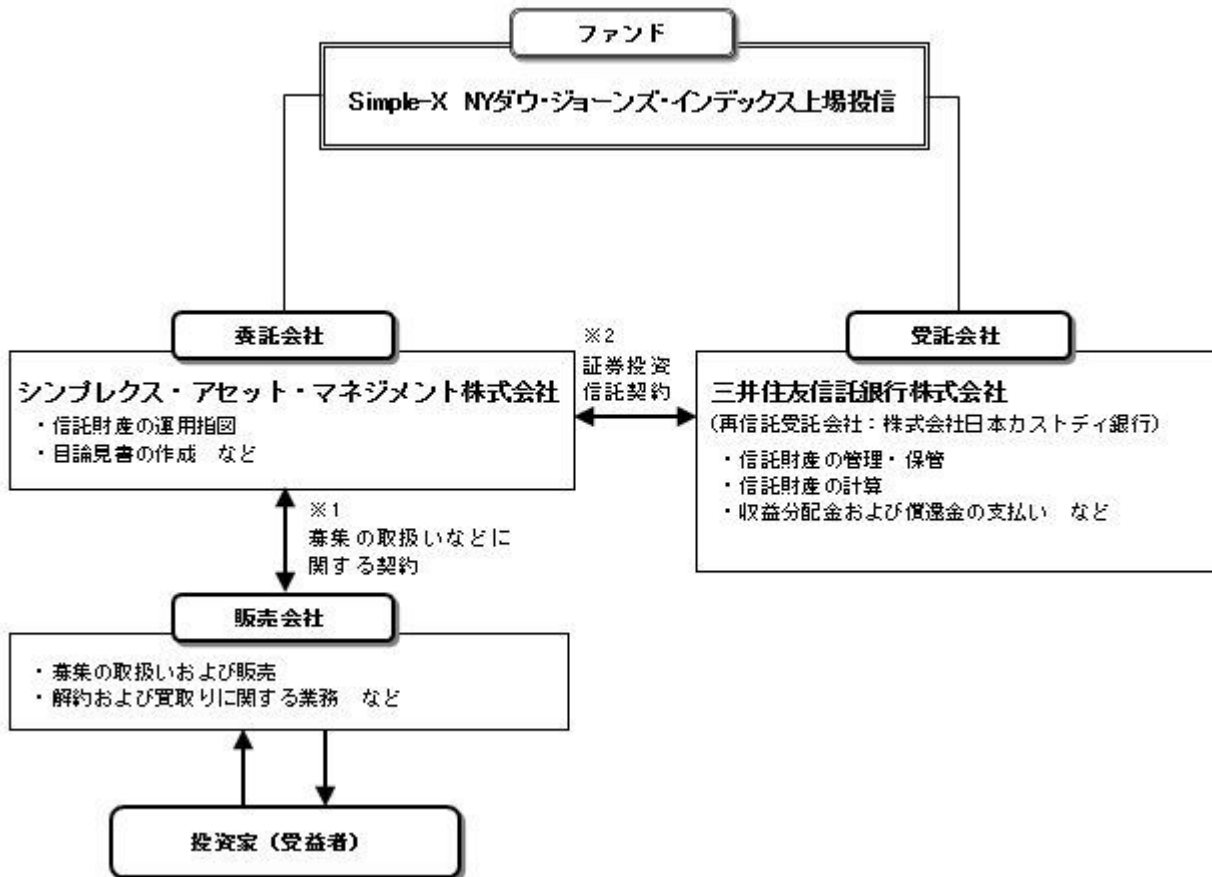 ファンド
Simple-X NYダウ・ジョーンズ・インデックス上場投信
委託会社
シンプレクス・アセット・マネジメント株式会社
・信託財産の運用指図
・目論見書の作成 など
※2
証券投資
信託契約
受託会社
三井住友信託銀行株式会社
(再信託受託会社：株式会社日本カストディ銀行)
・信託財産の管理・保管
・信託財産の計算
・収益分配金および償還金の支払い など
※1
募集の取扱いなどに
関する契約
販売会社
・募集の取扱いおよび販売
・解約および買取りに関する業務 など
投資家（受益者）